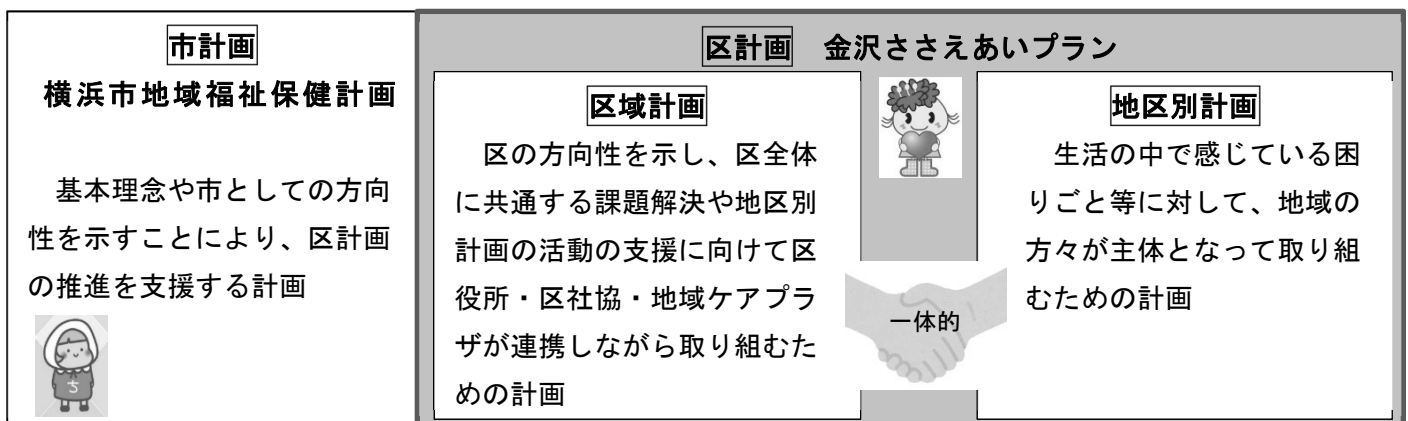 市計画
横浜市地域福祉保健計画
基本理念や市としての方向
性を示すことにより、区計画
の推進を支援する計画
ち
区計画 金沢ささえあいプラン
区域計画
区の方向性を示し、区全体
に共通する課題解決や地区別
計画の活動の支援に向けて区
役所・区社協・地域ケアプラ
ザが連携しながら取り組むた
めの計画
一体的
地区別計画
生活の中で感じている困
りごと等に対して、地域の
方々が主体となって取り組
むための計画